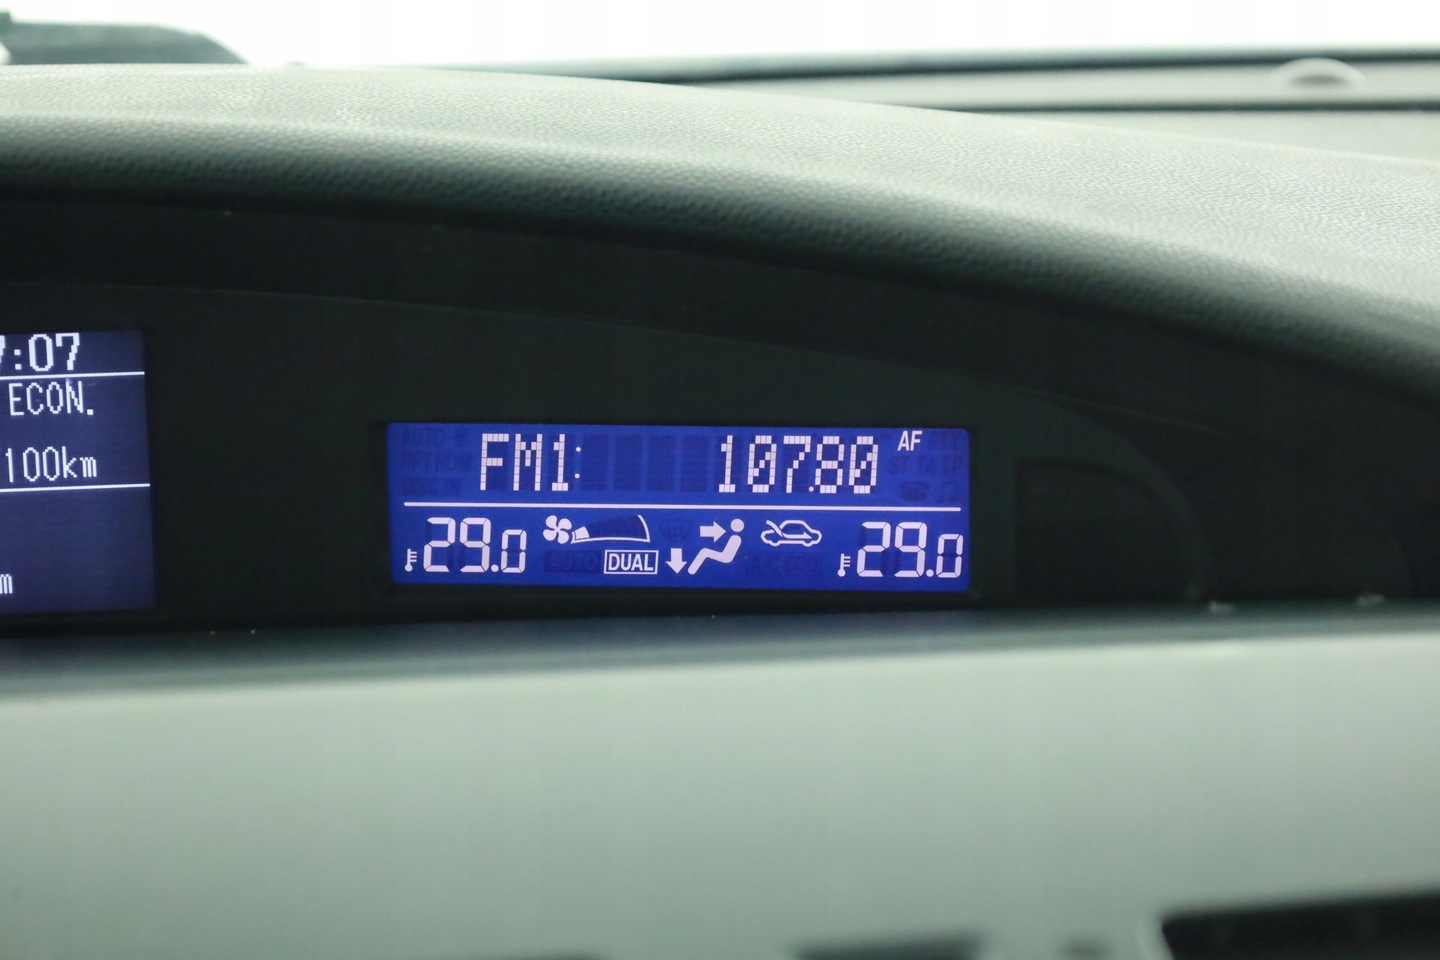 7:07
ECON.
/100km
m
FM1: 107.80 AF
29.0 DUAL 29.0